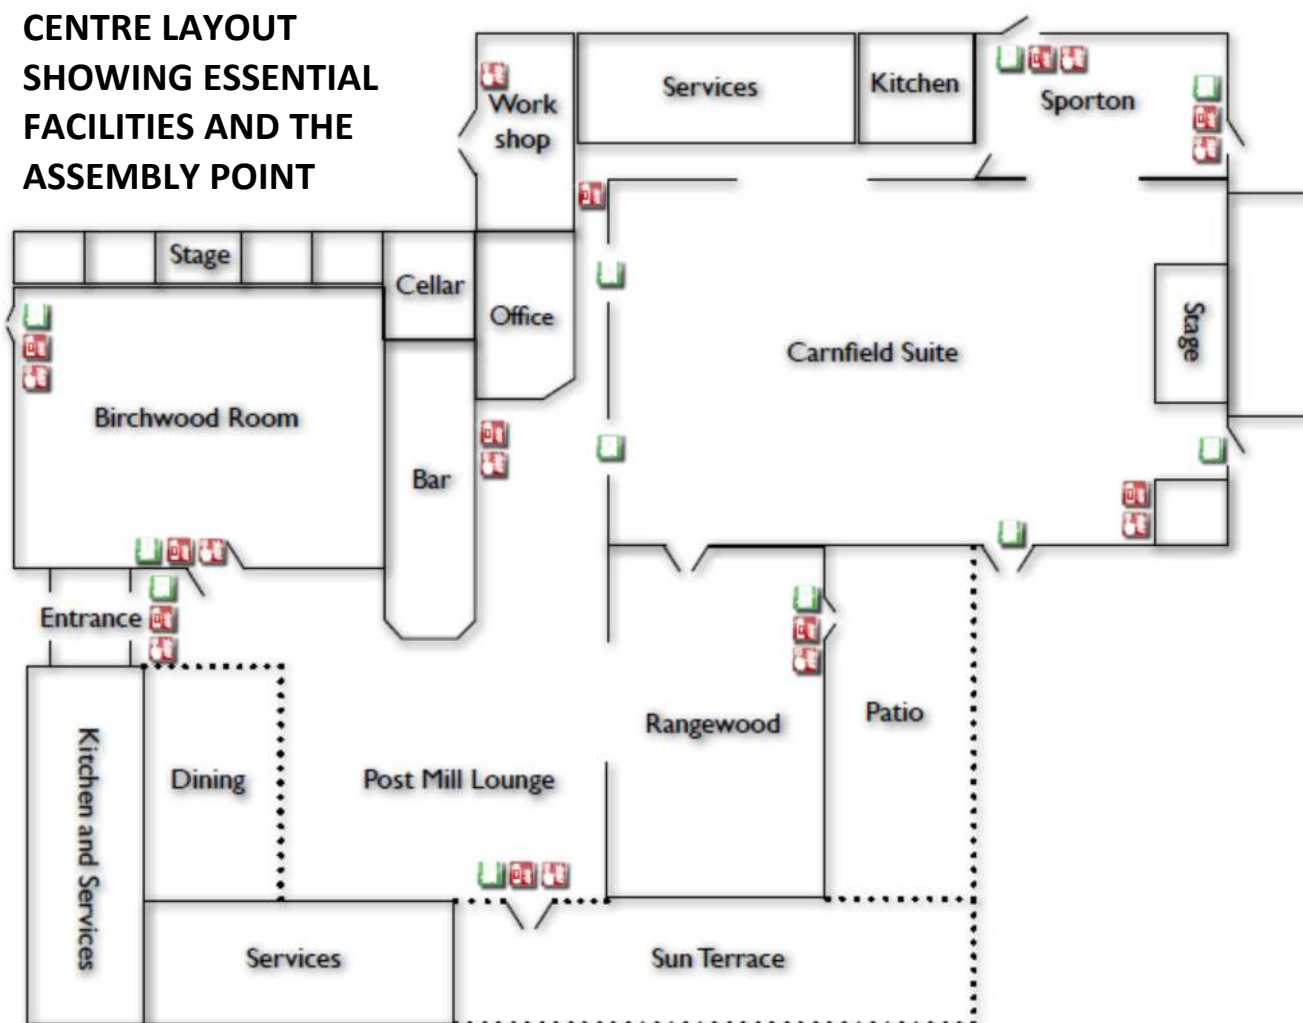 CENTRE LAYOUT
SHOWING ESSENTIAL
FACILITIES AND THE
ASSEMBLY POINT
Work
shop
Services
Kitchen
Sporton
Stage
Cellar
Office
Carnfield Suite
Stage
Birchwood Room
Bar
Entrance
Kitchen and Services
Dining
Post Mill Lounge
Rangewood
Patio
Services
Sun Terrace